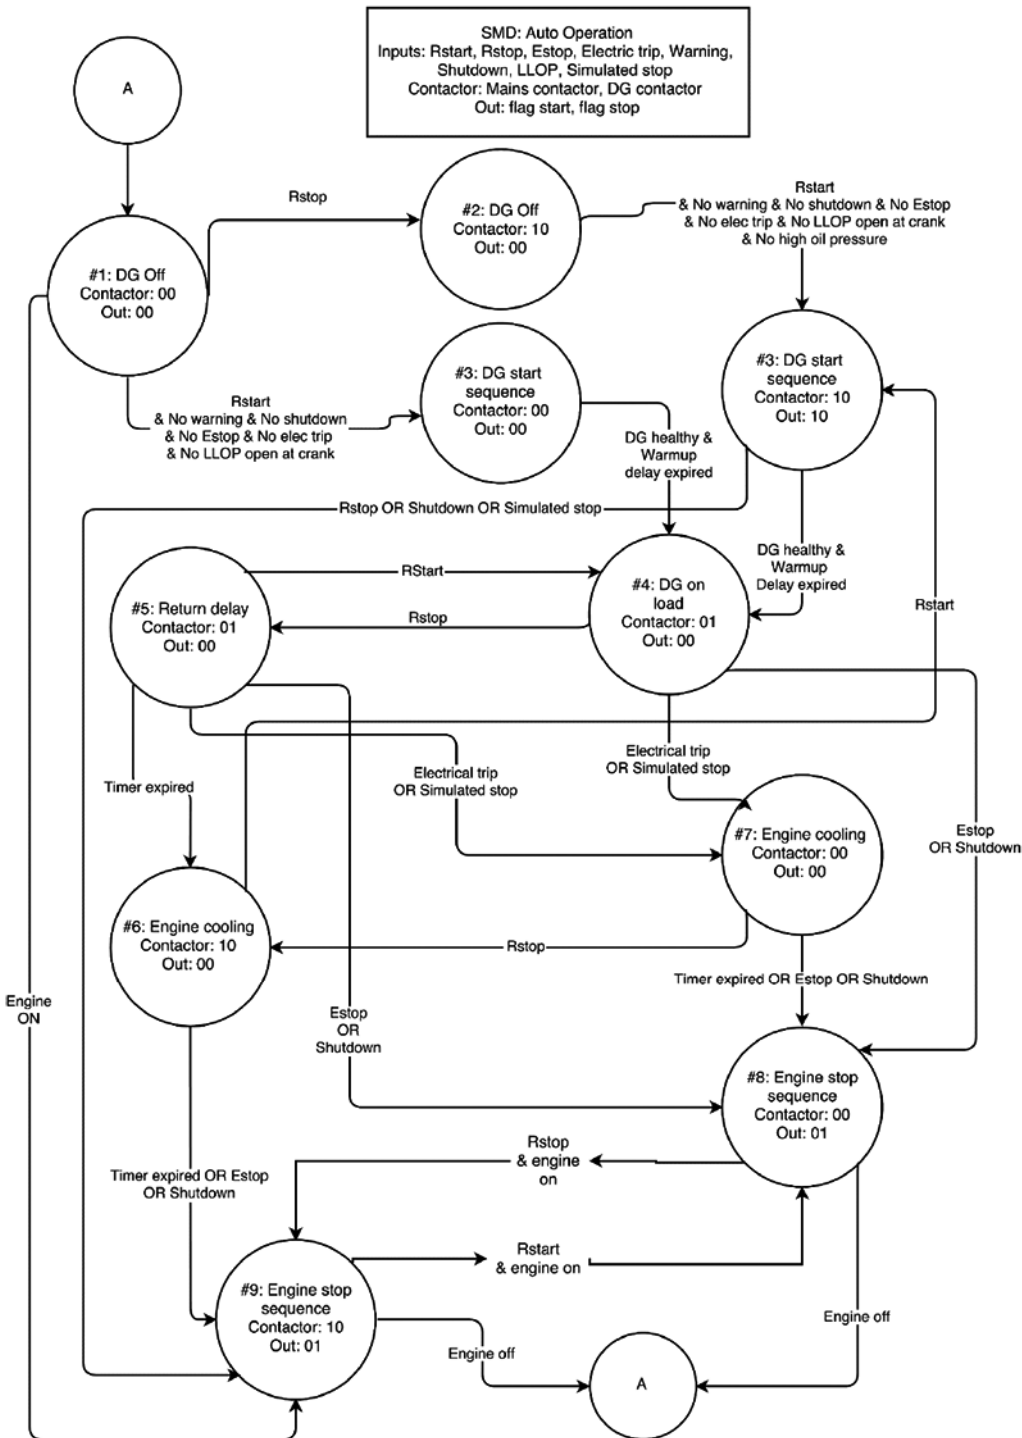 SMD: Auto Operation
Inputs: Rstart, Rstop, Estop, Electric trip, Warning,
Shutdown, LLOP, Simulated stop
Contactor: Mains contactor, DG contactor
Out: flag start, flag stop
A
Rstop
#2: DG Off
Contactor: 10
Out: 00
Rstart
& No warning & No shutdown & No Estop
& No elec trip & No LLOP open at crank
& No high oil pressure
#1: DG Off
Contactor: 00
Out: 00
#3: DG start
sequence
Contactor: 00
Out: 00
#3: DG start
sequence
Contactor: 10
Out: 10
Rstart
& No warning & No shutdown
& No Estop & No elec trip
& No LLOP open at crank
DG healthy &
Warmup
delay expired
Rstop OR Shutdown OR Simulated stop
DG healthy &
Warmup
Delay expired
RStart
#5: Return delay
Contactor: 01
Out: 00
Rstop
#4: DG on
load
Contactor: 01
Out: 00
Rstart
Timer expired
Electrical trip
OR Simulated stop
Electrical trip
OR Simulated stop
#7: Engine cooling
Contactor: 00
Out: 00
Estop
OR Shutdown
#6: Engine cooling
Contactor: 10
Out: 00
Rstop
Timer expired OR Estop OR Shutdown
Engine
ON
Estop
OR
Shutdown
#8: Engine stop
sequence
Contactor: 00
Out: 01
Rstop
& engine
on
Timer expired OR Estop
OR Shutdown
Rstart
& engine on
#9: Engine stop
sequence
Contactor: 10
Out: 01
Engine off
Engine off
A